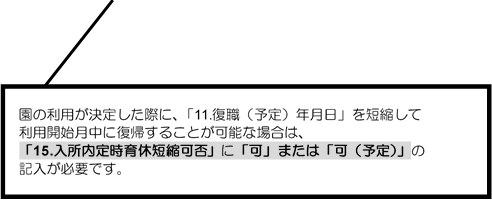 園の利用が決定した際に、「11.復職（予定）年月日」を短縮して
利用開始月中に復帰することが可能な場合は、
「15.入所内定時育休短縮可否」に「可」または「可（予定）」の
記入が必要です。